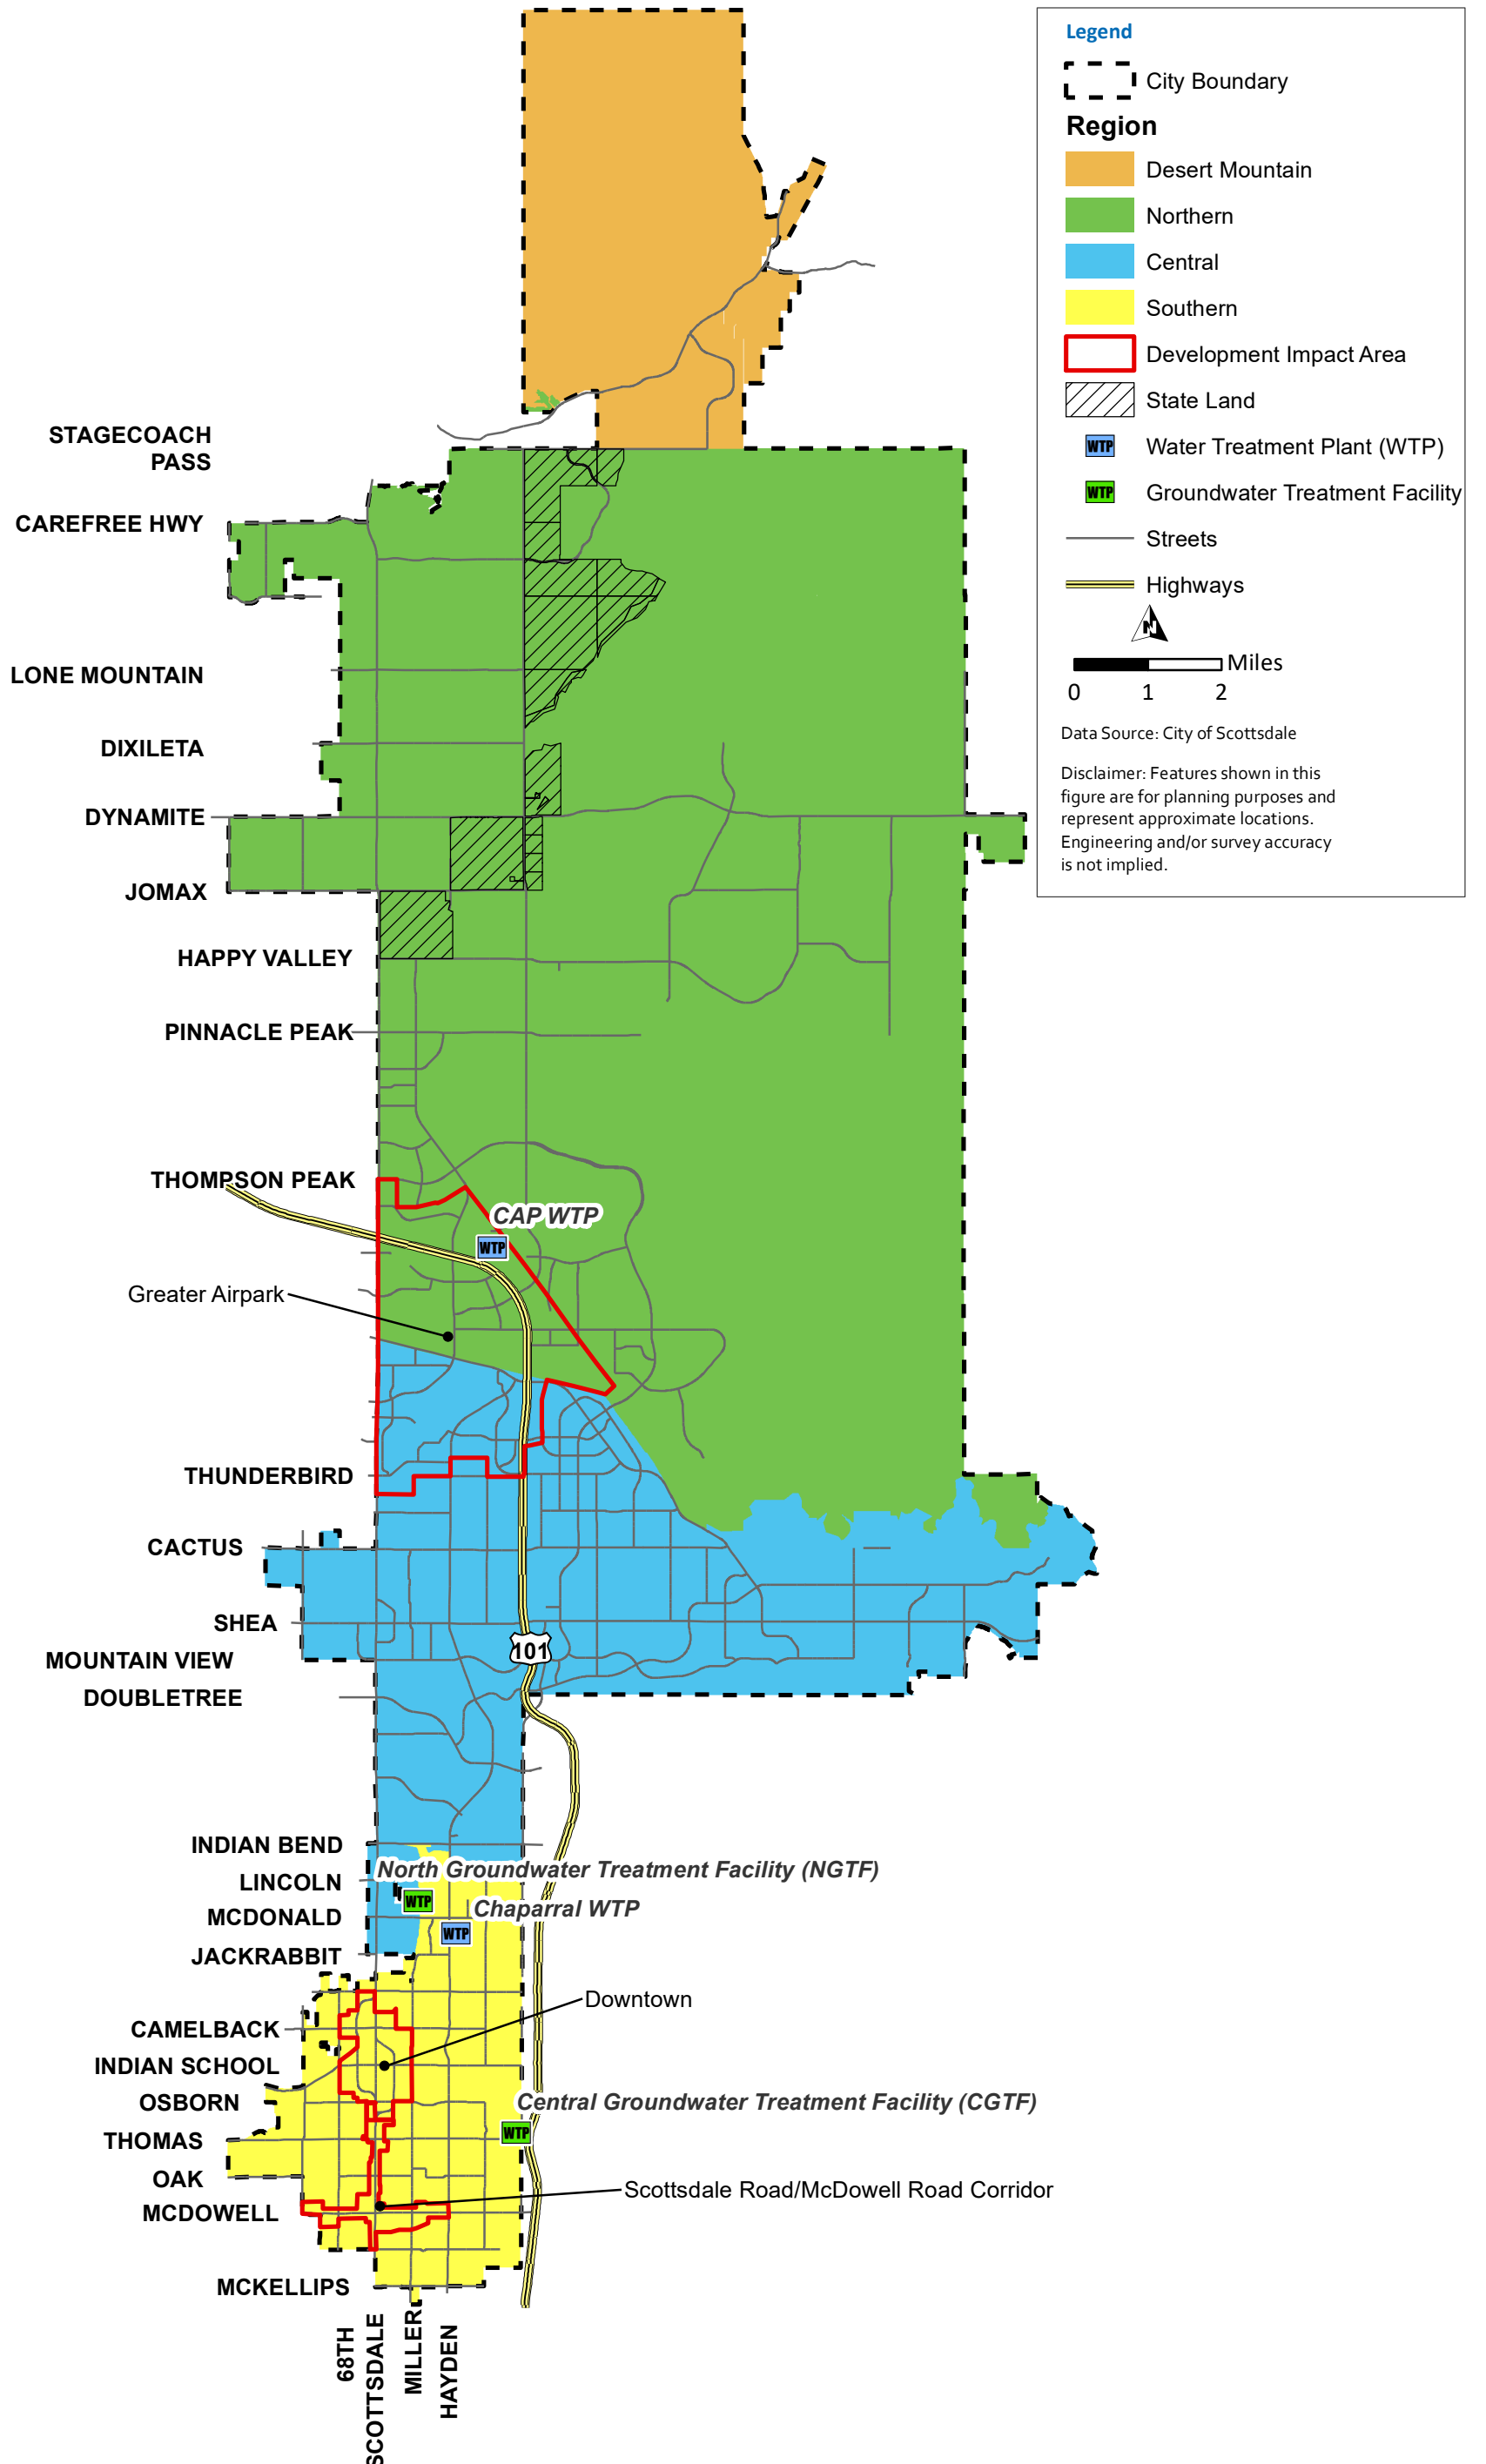 Legend
City Boundary
Region
Desert Mountain
Northern
Central
Southern
Development Impact Area
State Land
WTP Water Treatment Plant (WTP)
WTP Groundwater Treatment Facility
Streets
Highways
N
Miles
0 1 2
Data Source: City of Scottsdale
Disclaimer: Features shown in this
figure are for planning purposes and
represent approximate locations.
Engineering and/or survey accuracy
is not implied.
STAGECOACH
PASS
CAREFREE HWY
LONE MOUNTAIN
DIXILETA
DYNAMITE
JOMAX
HAPPY VALLEY
PINNACLE PEAK
THOMPSON PEAK
CAP WTP
WTP
Greater Airpark
THUNDERBIRD
CACTUS
SHEA
101
MOUNTAIN VIEW
DOUBLETREE
INDIAN BEND
North Groundwater Treatment Facility (NGTF)
LINCOLN
WTP
Chaparral WTP
MCDONALD
WTP
JACKRABBIT
Downtown
CAMELBACK
INDIAN SCHOOL
OSBORN
Central Groundwater Treatment Facility (CGTF)
WTP
THOMAS
OAK
Scottsdale Road/McDowell Road Corridor
MCDOWELL
MCKELLIPS
68TH
SCOTTSDALE
MILLER
HAYDEN